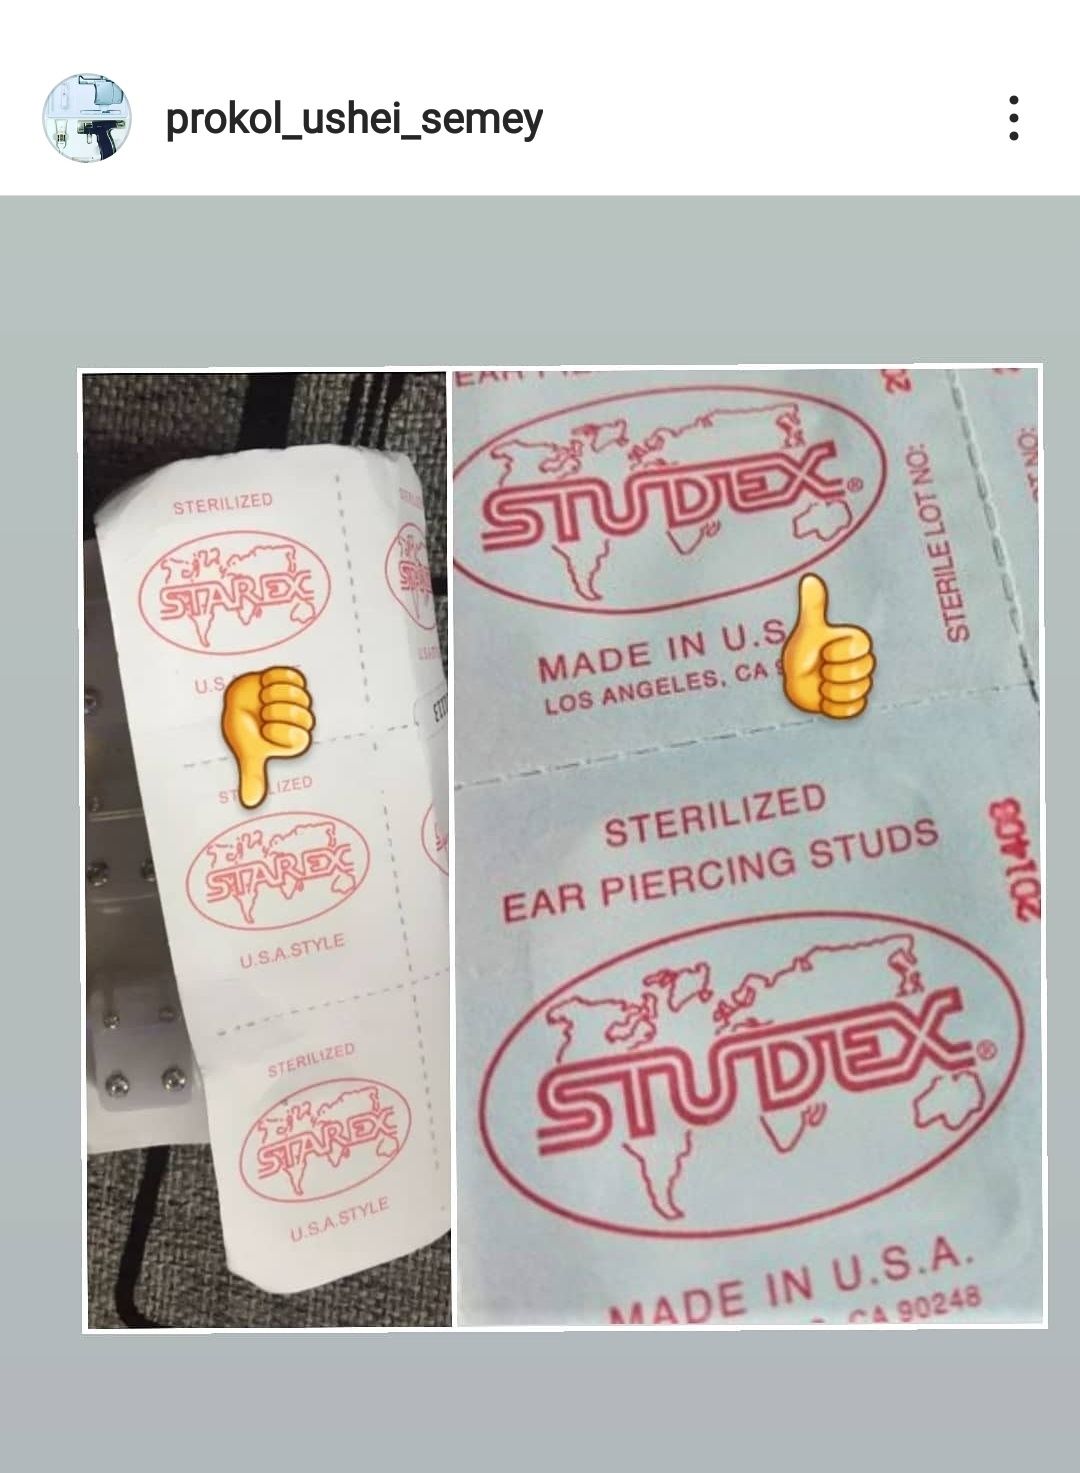 prokol_ushei_semey
STERILIZED
STAREX
STAREX
U.S.A.STYLE
STERILIZED
STAREX
U.S.A.STYLE
STUDEX®
MADE IN U.S
LOS ANGELES, CA
STERILE LOT NO:
STERILIZED
EAR PIERCING STUDS
STUDEX®
MADE IN U.S.A.
CA 90248